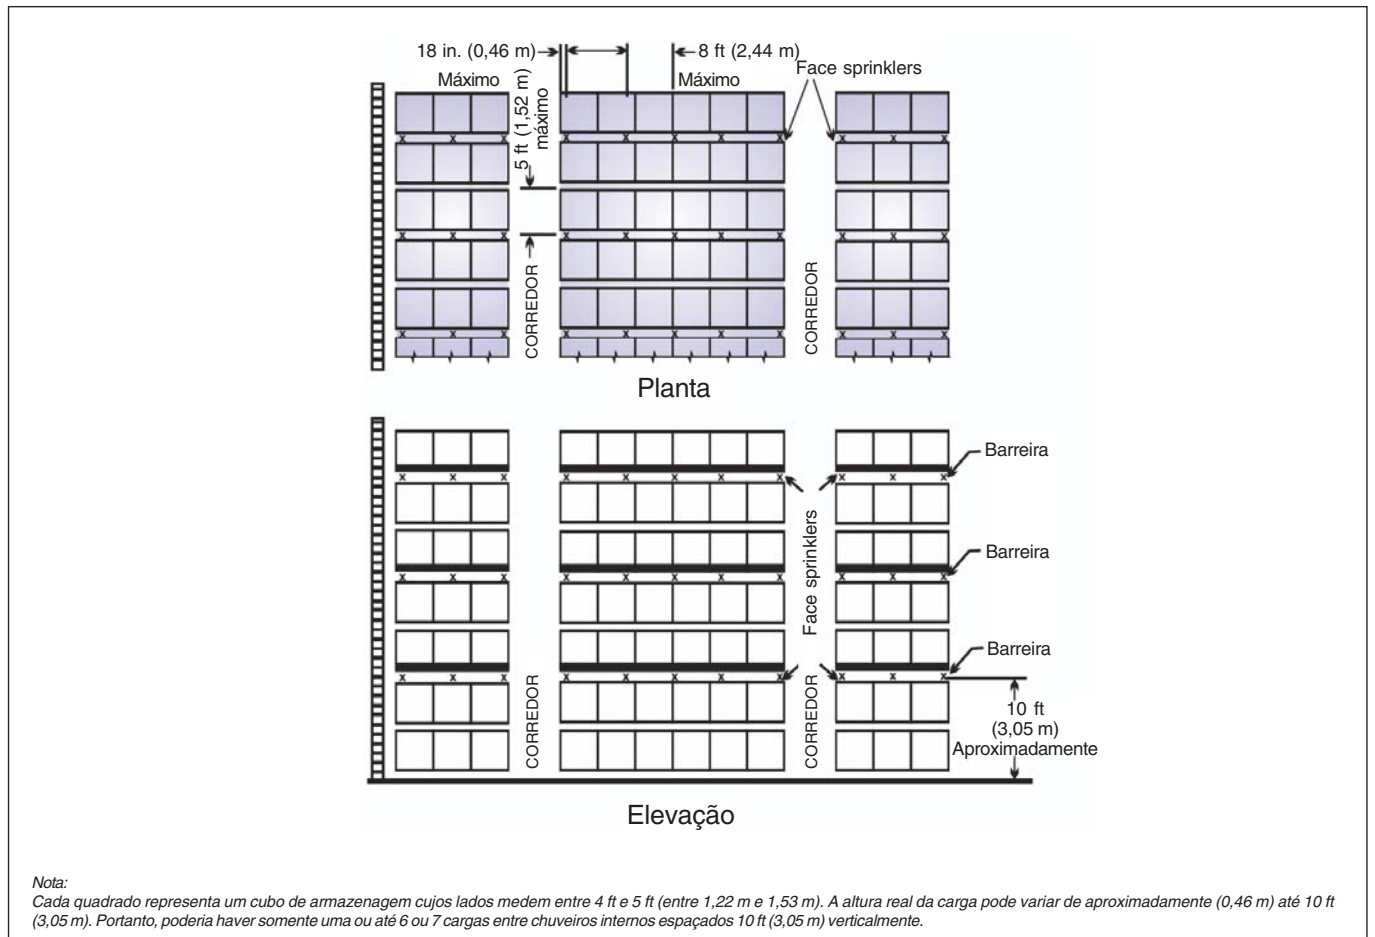 18 in. (0,46 m)
Máximo
8 ft (2,44 m)
Máximo
Face sprinklers
5 ft (1,52 m)
máximo
x x x x x x x x x x x
x x x x x x x x x x x
CORREDOR
CORREDOR
x x x x x x x x x x x
Planta
Barreira
x x x x x x x x x x x
Face sprinklers
Barreira
x x x x x x x x x x x
Barreira
x x x x x x x x x x x
CORREDOR
CORREDOR
10 ft
(3,05 m)
Aproximadamente
Elevação
Nota:
Cada quadrado representa um cubo de armazenagem cujos lados medem entre 4 ft e 5 ft (entre 1,22 m e 1,53 m). A altura real da carga pode variar de aproximadamente (0,46 m) até 10 ft
(3,05 m). Portanto, poderia haver somente uma ou até 6 ou 7 cargas entre chuveiros internos espaçados 10 ft (3,05 m) verticalmente.